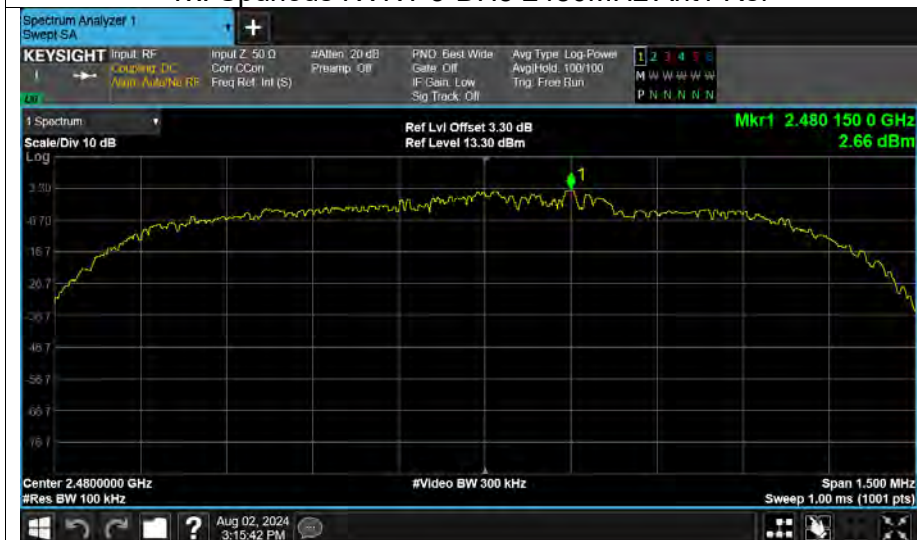 Spectrum Analyzer 1
Swept SA
+
KEYSIGHT
Input: RF
Coupling: DC
Align: Auto/No RF
Input Z: 50 Ω
Corr CCorr
Freq Ref: Int (S)
#Atten: 20 dB
Preamp: Off
PNO: Best Wide
Gate: Off
IF Gain: Low
Sig Track: Off
Avg Type: Log-Power
Avg|Hold: 100/100
Trig: Free Run
1 2 3 4 5 6
M W W W W W
P N N N N N
1 Spectrum
Scale/Div 10 dB
Log
Ref Lvl Offset 3.30 dB
Ref Level 13.30 dBm
Mkr1 2.480 150 0 GHz
2.66 dBm
1
3.30
-6.70
-16.7
-26.7
-36.7
-46.7
-56.7
-66.7
-76.7
Center 2.4800000 GHz
#Res BW 100 kHz
#Video BW 300 kHz
Span 1.500 MHz
Sweep 1.00 ms (1001 pts)
?
Aug 02, 2024
3:15:42 PM